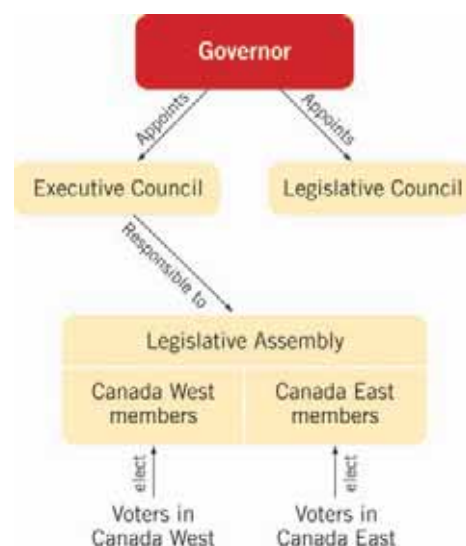 Governor
Appoints
Appoints
Executive Council
Legislative Council
Responsible to
Legislative Assembly
Canada West
members
Canada East
members
elect
elect
Voters in
Canada West
Voters in
Canada East